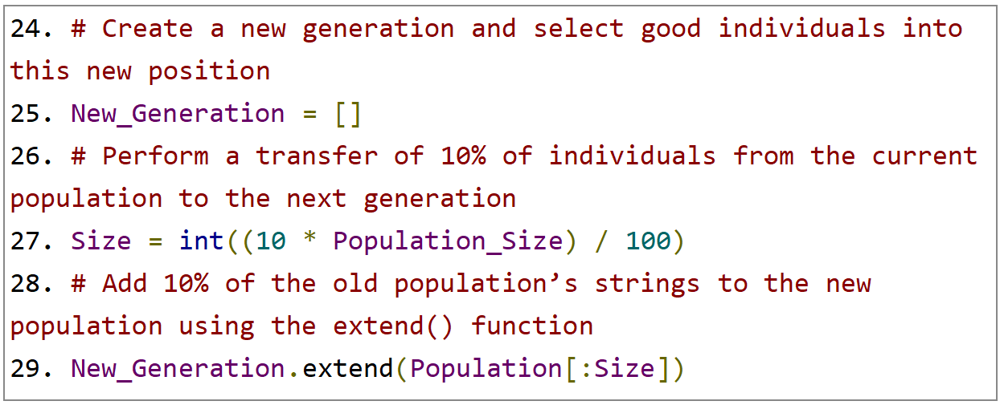 24. # Create a new generation and select good individuals into
this new position
25. New_Generation = []
26. # Perform a transfer of 10% of individuals from the current
population to the next generation
27. Size = int((10 * Population_Size) / 100)
28. # Add 10% of the old population’s strings to the new
population using the extend() function
29. New_Generation.extend(Population[:Size])